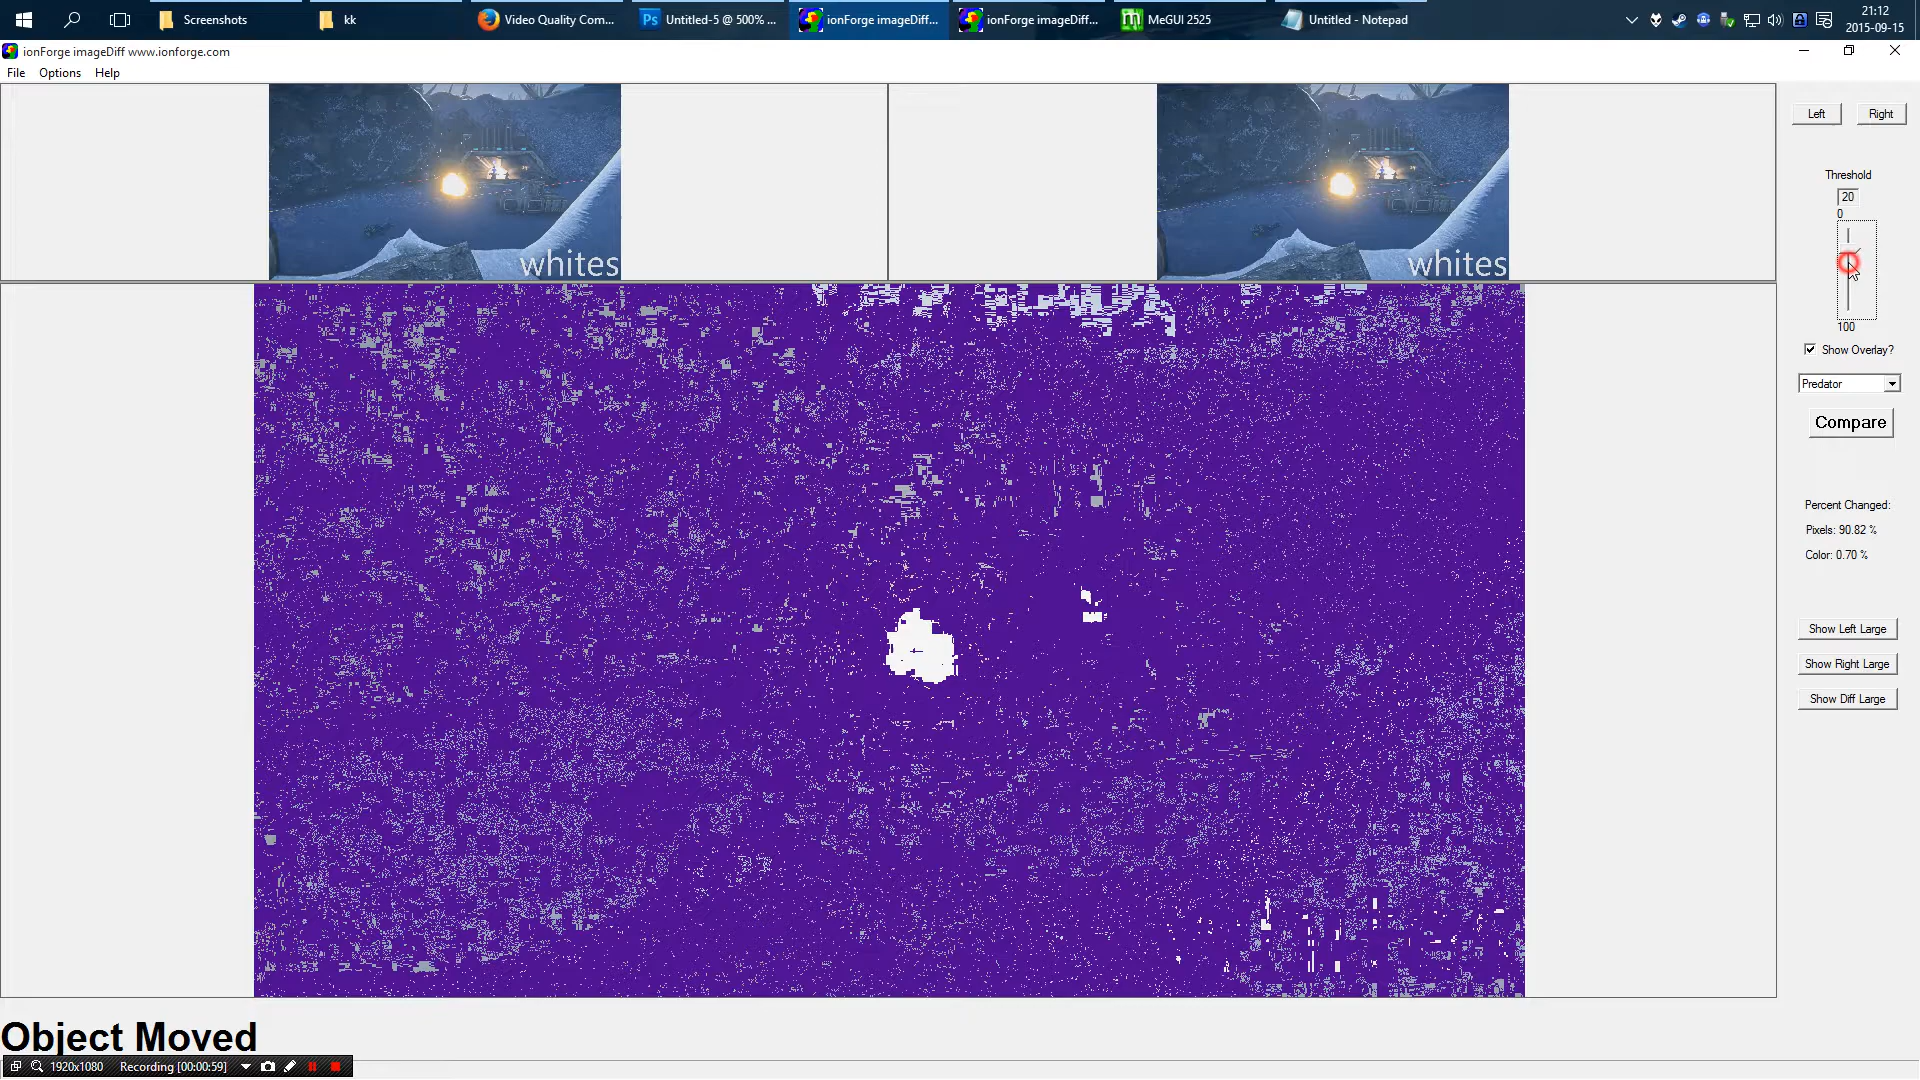 Screenshots
kk
Video Quality Com...
Untitled-5 @ 500% ...
ionForge imageDiff...
ionForge imageDiff...
MeGUI 2525
Untitled - Notepad
21:12
2015-09-15
ionForge imageDiff www.ionforge.com
File Options Help
whites
whites
Left
Right
Threshold
20
0
100
Show Overlay?
Predator
Compare
Percent Changed:
Pixels: 90.82 %
Color: 0.70 %
Show Left Large
Show Right Large
Show Diff Large
Object Moved
1920x1080
Recording [00:00:59]